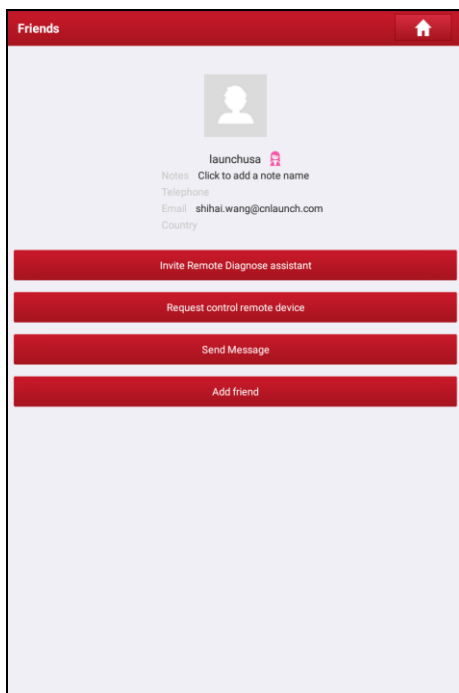 Friends
launchusa
Notes Click to add a note name
Telephone
Email shihai.wang@cnlaunch.com
Country
Invite Remote Diagnose assistant
Request control remote device
Send Message
Add friend